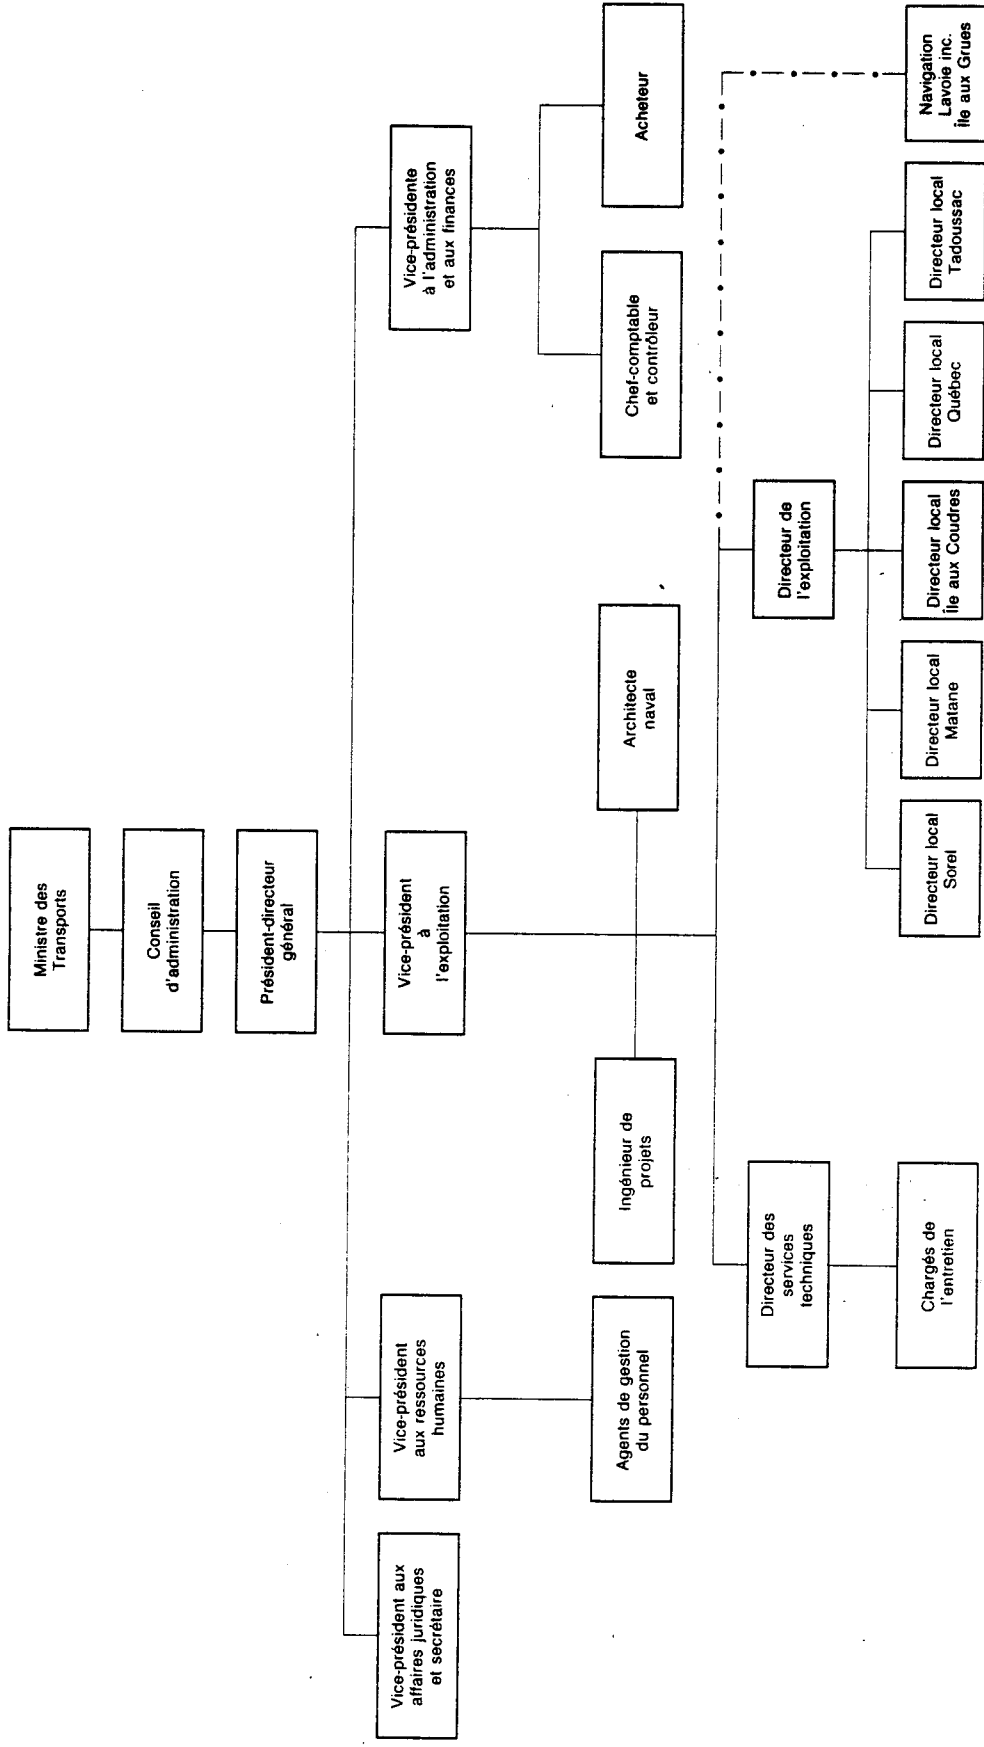 Ministre des
Transports
Conseil
d'administration
Président-directeur
général
Vice-président aux
affaires juridiques
et secrétaire
Vice-président
aux ressources
humaines
Vice-président
à
l'exploitation
Vice-présidente
à l'administration
et aux finances
Agents de gestion
du personnel
Ingénieur de
projets
Architecte
naval
Chef-comptable
et contrôleur
Acheteur
Directeur des
services
techniques
Directeur de
l'exploitation
Chargés de
l'entretien
Directeur local
Sorel
Directeur local
Matane
Directeur local
Île aux Coudres
Directeur local
Québec
Directeur local
Tadoussac
Navigation
Lavoie inc.
Île aux Grues